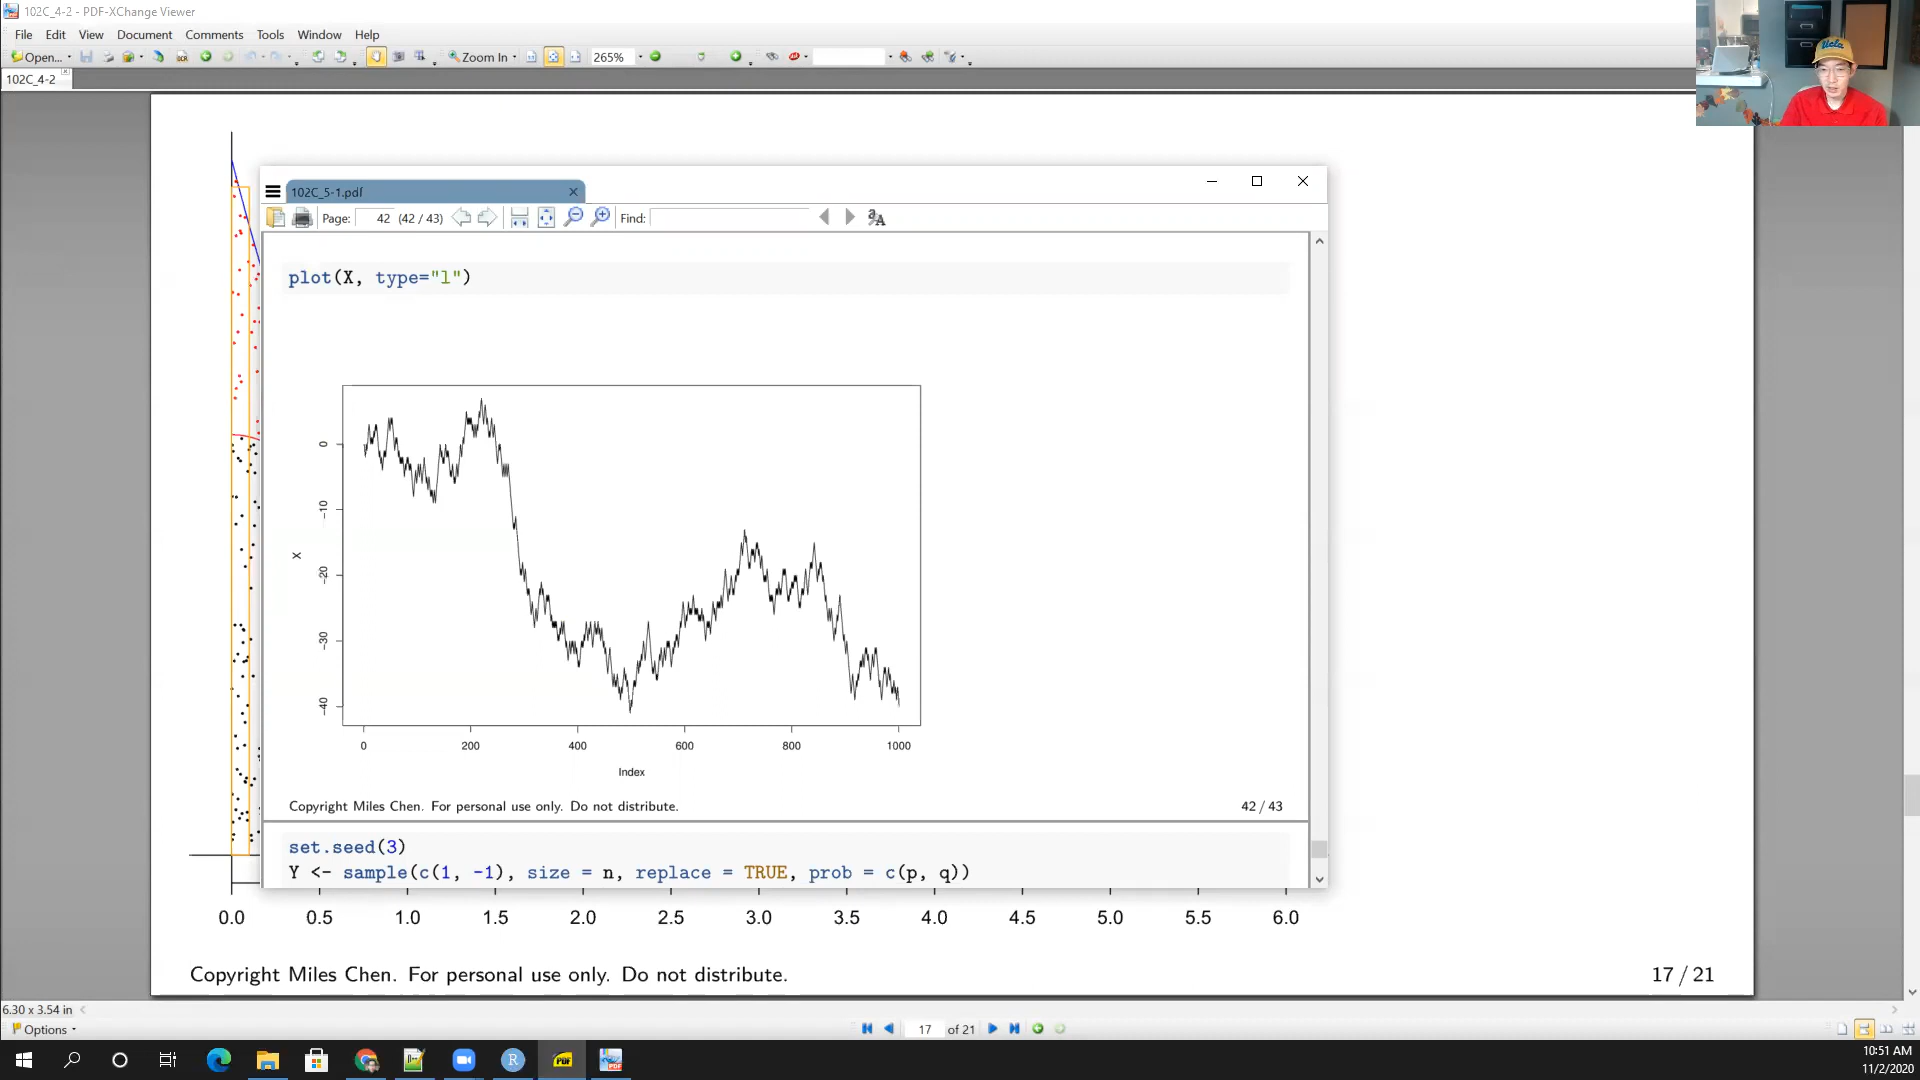 102C_4-2 - PDF-XChange Viewer
File Edit View Document Comments Tools Window Help
Open... Zoom In 265%
102C_4-2
102C_5-1.pdf
Page: 42 (42 / 43) Find:
plot(X, type="l")
0
-10
-20
-30
-40
X
0 200 400 600 800 1000
Index
Copyright Miles Chen. For personal use only. Do not distribute. 42 / 43
set.seed(3)
Y <- sample(c(1, -1), size = n, replace = TRUE, prob = c(p, q))
0.0 0.5 1.0 1.5 2.0 2.5 3.0 3.5 4.0 4.5 5.0 5.5 6.0
Copyright Miles Chen. For personal use only. Do not distribute. 17 / 21
6.30 x 3.54 in
Options 17 of 21
10:51 AM
11/2/2020